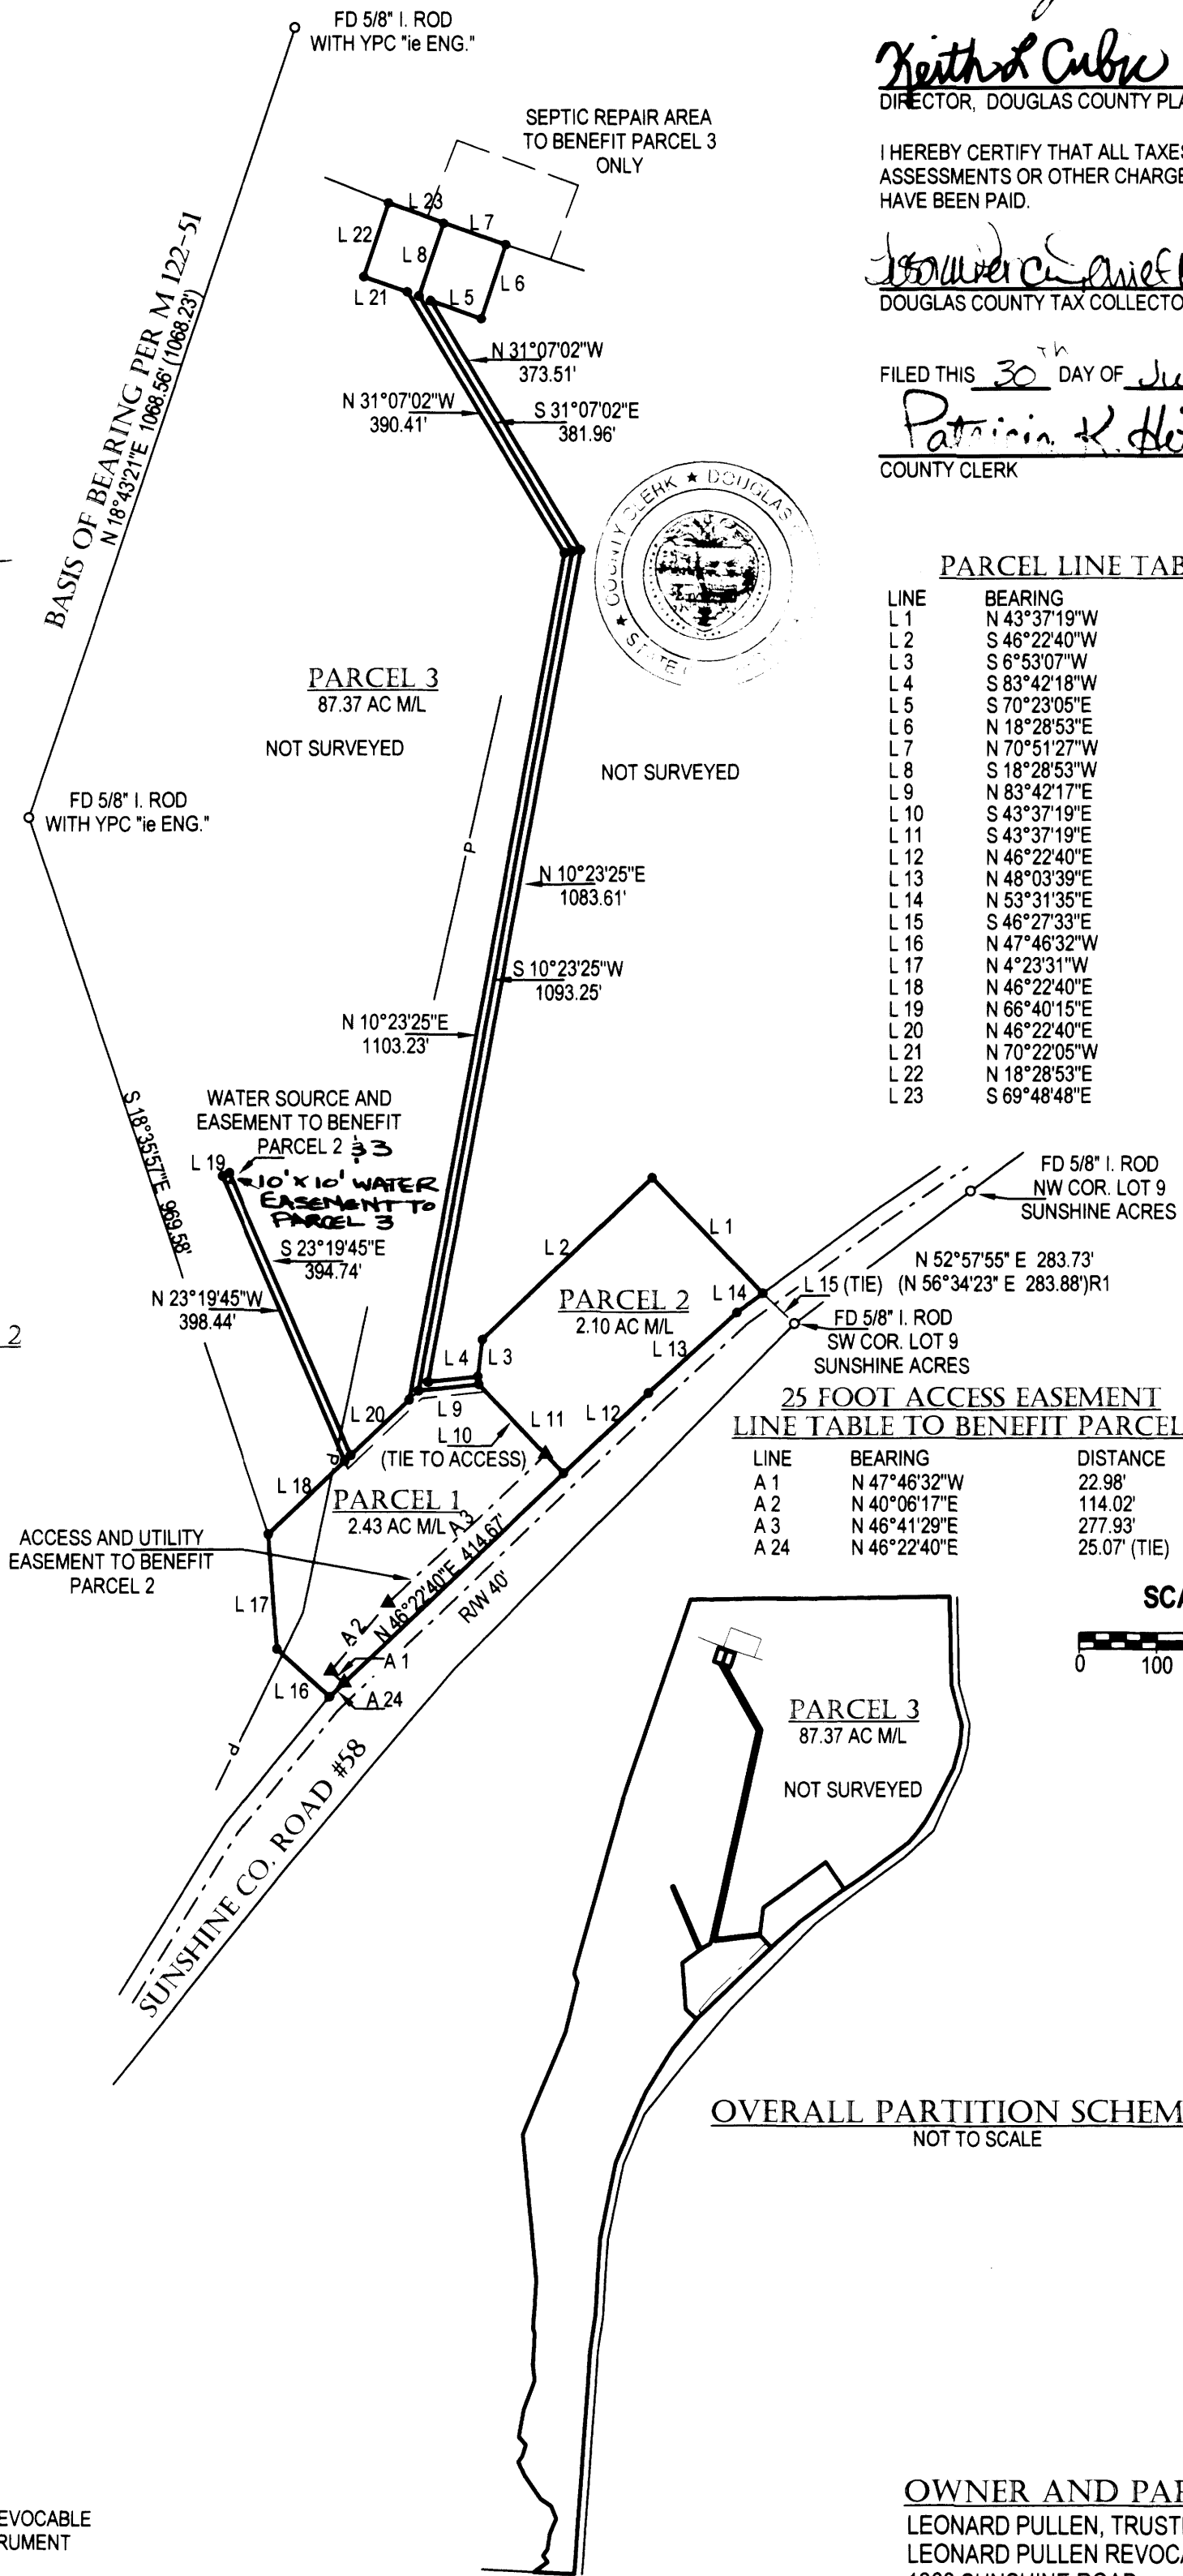 FD 5/8" I. ROD
WITH YPC "ie ENG."
SEPTIC REPAIR AREA
TO BENEFIT PARCEL 3
ONLY
Keith L Cubic
DIRECTOR, DOUGLAS COUNTY PLA
I HEREBY CERTIFY THAT ALL TAXES
ASSESSMENTS OR OTHER CHARGE
HAVE BEEN PAID.
DOUGLAS COUNTY TAX COLLECTO
FILED THIS 30 Th DAY OF Ju
Patricia K. Hi
COUNTY CLERK
BASIS OF BEARING PER M 122-51
N 18°43'21"E 1068.56' (1068.23')
L 23
L 7
L 22
L 8
L 6
L 21
L 5
N 31°07'02"W
373.51'
N 31°07'02"W
390.41'
S 31°07'02"E
381.96'
COUNTY CLERK ★ DOUGLAS
★ STATE
PARCEL 3
87.37 AC M/L
NOT SURVEYED
NOT SURVEYED
FD 5/8" I. ROD
WITH YPC "ie ENG."
P
N 10°23'25"E
1083.61'
S 10°23'25"W
1093.25'
N 10°23'25"E
1103.23'
PARCEL LINE TAB
LINE BEARING
L 1 N 43°37'19"W
L 2 S 46°22'40"W
L 3 S 6°53'07"W
L 4 S 83°42'18"W
L 5 S 70°23'05"E
L 6 N 18°28'53"E
L 7 N 70°51'27"W
L 8 S 18°28'53"W
L 9 N 83°42'17"E
L 10 S 43°37'19"E
L 11 S 43°37'19"E
L 12 N 46°22'40"E
L 13 N 48°03'39"E
L 14 N 53°31'35"E
L 15 S 46°27'33"E
L 16 N 47°46'32"W
L 17 N 4°23'31"W
L 18 N 46°22'40"E
L 19 N 66°40'15"E
L 20 N 46°22'40"E
L 21 N 70°22'05"W
L 22 N 18°28'53"E
L 23 S 69°48'48"E
S 18°35'57"E 969.58'
WATER SOURCE AND
EASEMENT TO BENEFIT
PARCEL 2 & 3
L 19
10' X 10' WATER
EASEMENT TO
PARCEL 3
S 23°19'45"E
394.74'
N 23°19'45"W
398.44'
2
FD 5/8" I. ROD
NW COR. LOT 9
SUNSHINE ACRES
L 1
L 2
N 52°57'55" E 283.73'
L 15 (TIE) (N 56°34'23" E 283.88')R1
PARCEL 2
2.10 AC M/L
L 14
FD 5/8" I. ROD
SW COR. LOT 9
SUNSHINE ACRES
L 4
L 3
L 13
L 9
L 20
L 11
L 12
L 10
(TIE TO ACCESS)
P
L 18
PARCEL 1
2.43 AC M/L
A 3
25 FOOT ACCESS EASEMENT
LINE TABLE TO BENEFIT PARCEL
LINE BEARING DISTANCE
A 1 N 47°46'32"W 22.98'
A 2 N 40°06'17"E 114.02'
A 3 N 46°41'29"E 277.93'
A 24 N 46°22'40"E 25.07' (TIE)
ACCESS AND UTILITY
EASEMENT TO BENEFIT
PARCEL 2
N 46°22'40"E 414.67'
R/W 40'
L 17
A 2
A 1
L 16
A 24
P
SUNSHINE CO. ROAD #58
SCA
0 100
PARCEL 3
87.37 AC M/L
NOT SURVEYED
OVERALL PARTITION SCHEM
NOT TO SCALE
EVOCABLE
RUMENT
OWNER AND PAR
LEONARD PULLEN, TRUSTE
LEONARD PULLEN REVOCA